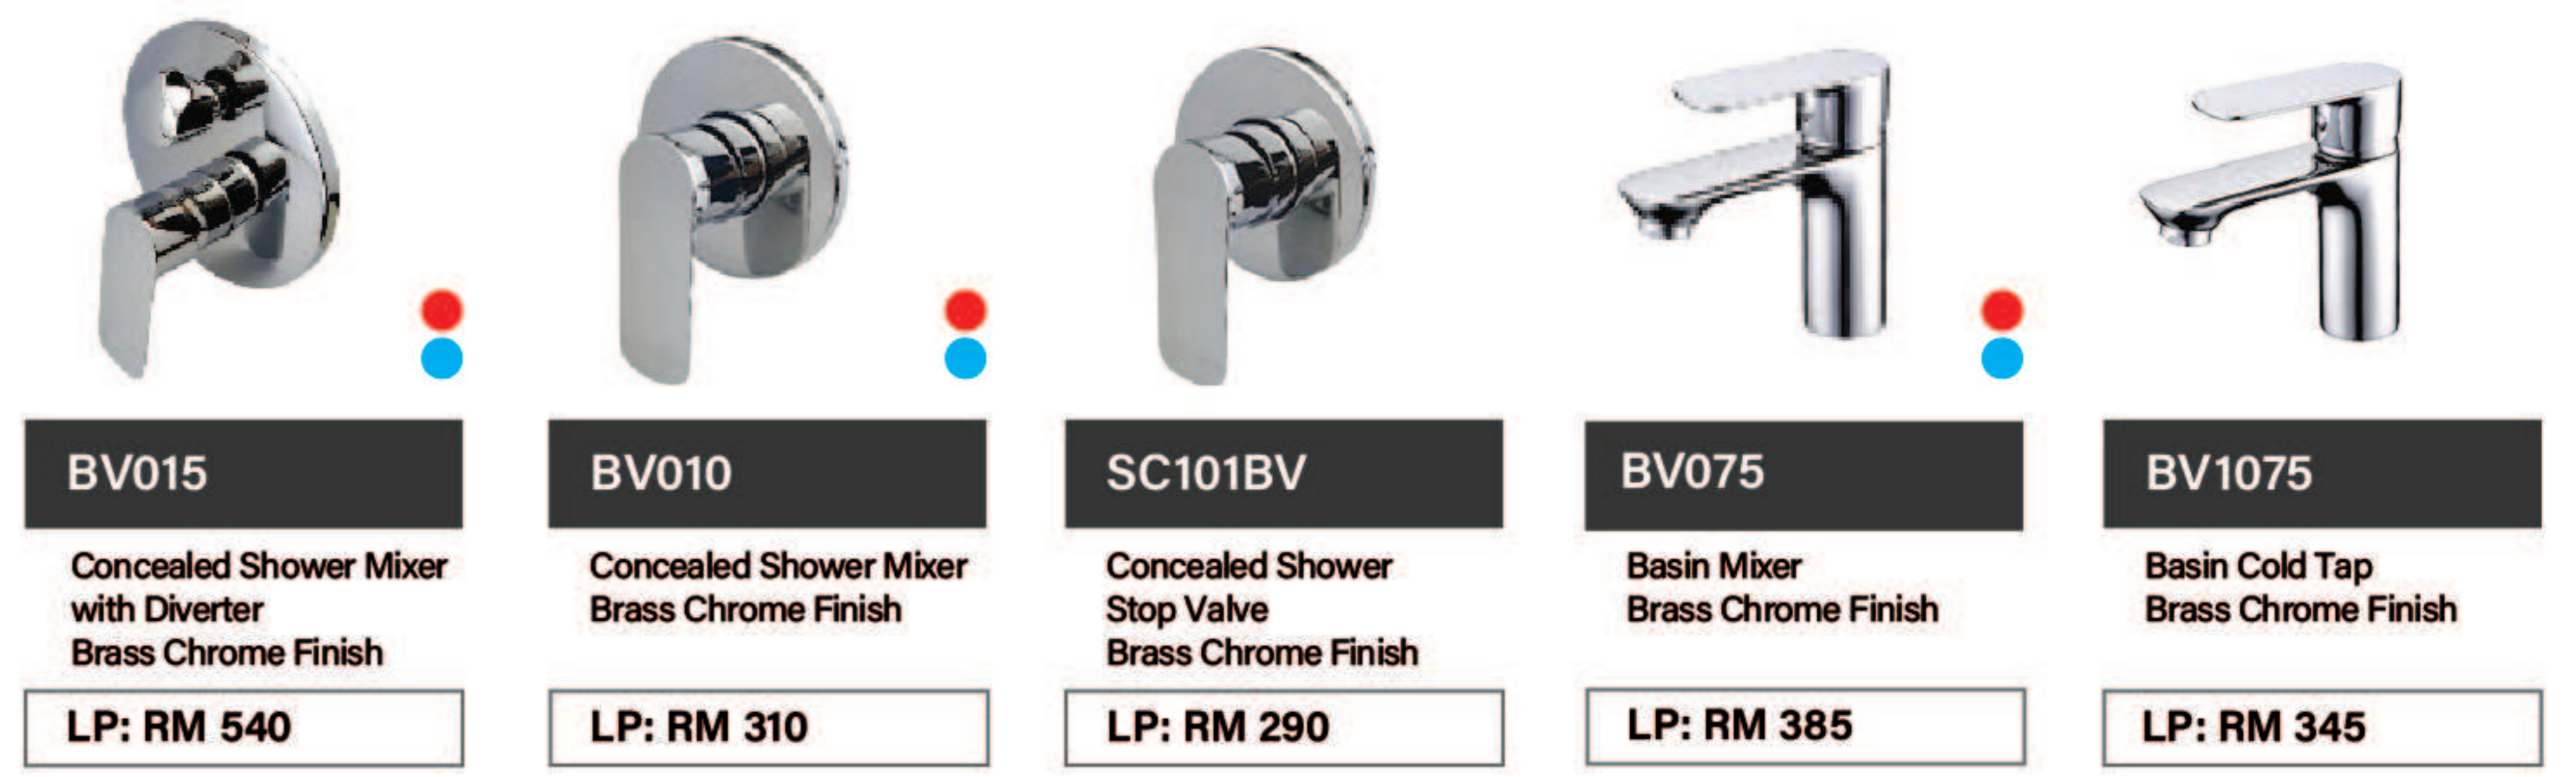 BV015
Concealed Shower Mixer
with Diverter
Brass Chrome Finish
LP: RM 540
BV010
Concealed Shower Mixer
Brass Chrome Finish
LP: RM 310
SC101BV
Concealed Shower
Stop Valve
Brass Chrome Finish
LP: RM 290
BV075
Basin Mixer
Brass Chrome Finish
LP: RM 385
BV1075
Basin Cold Tap
Brass Chrome Finish
LP: RM 345